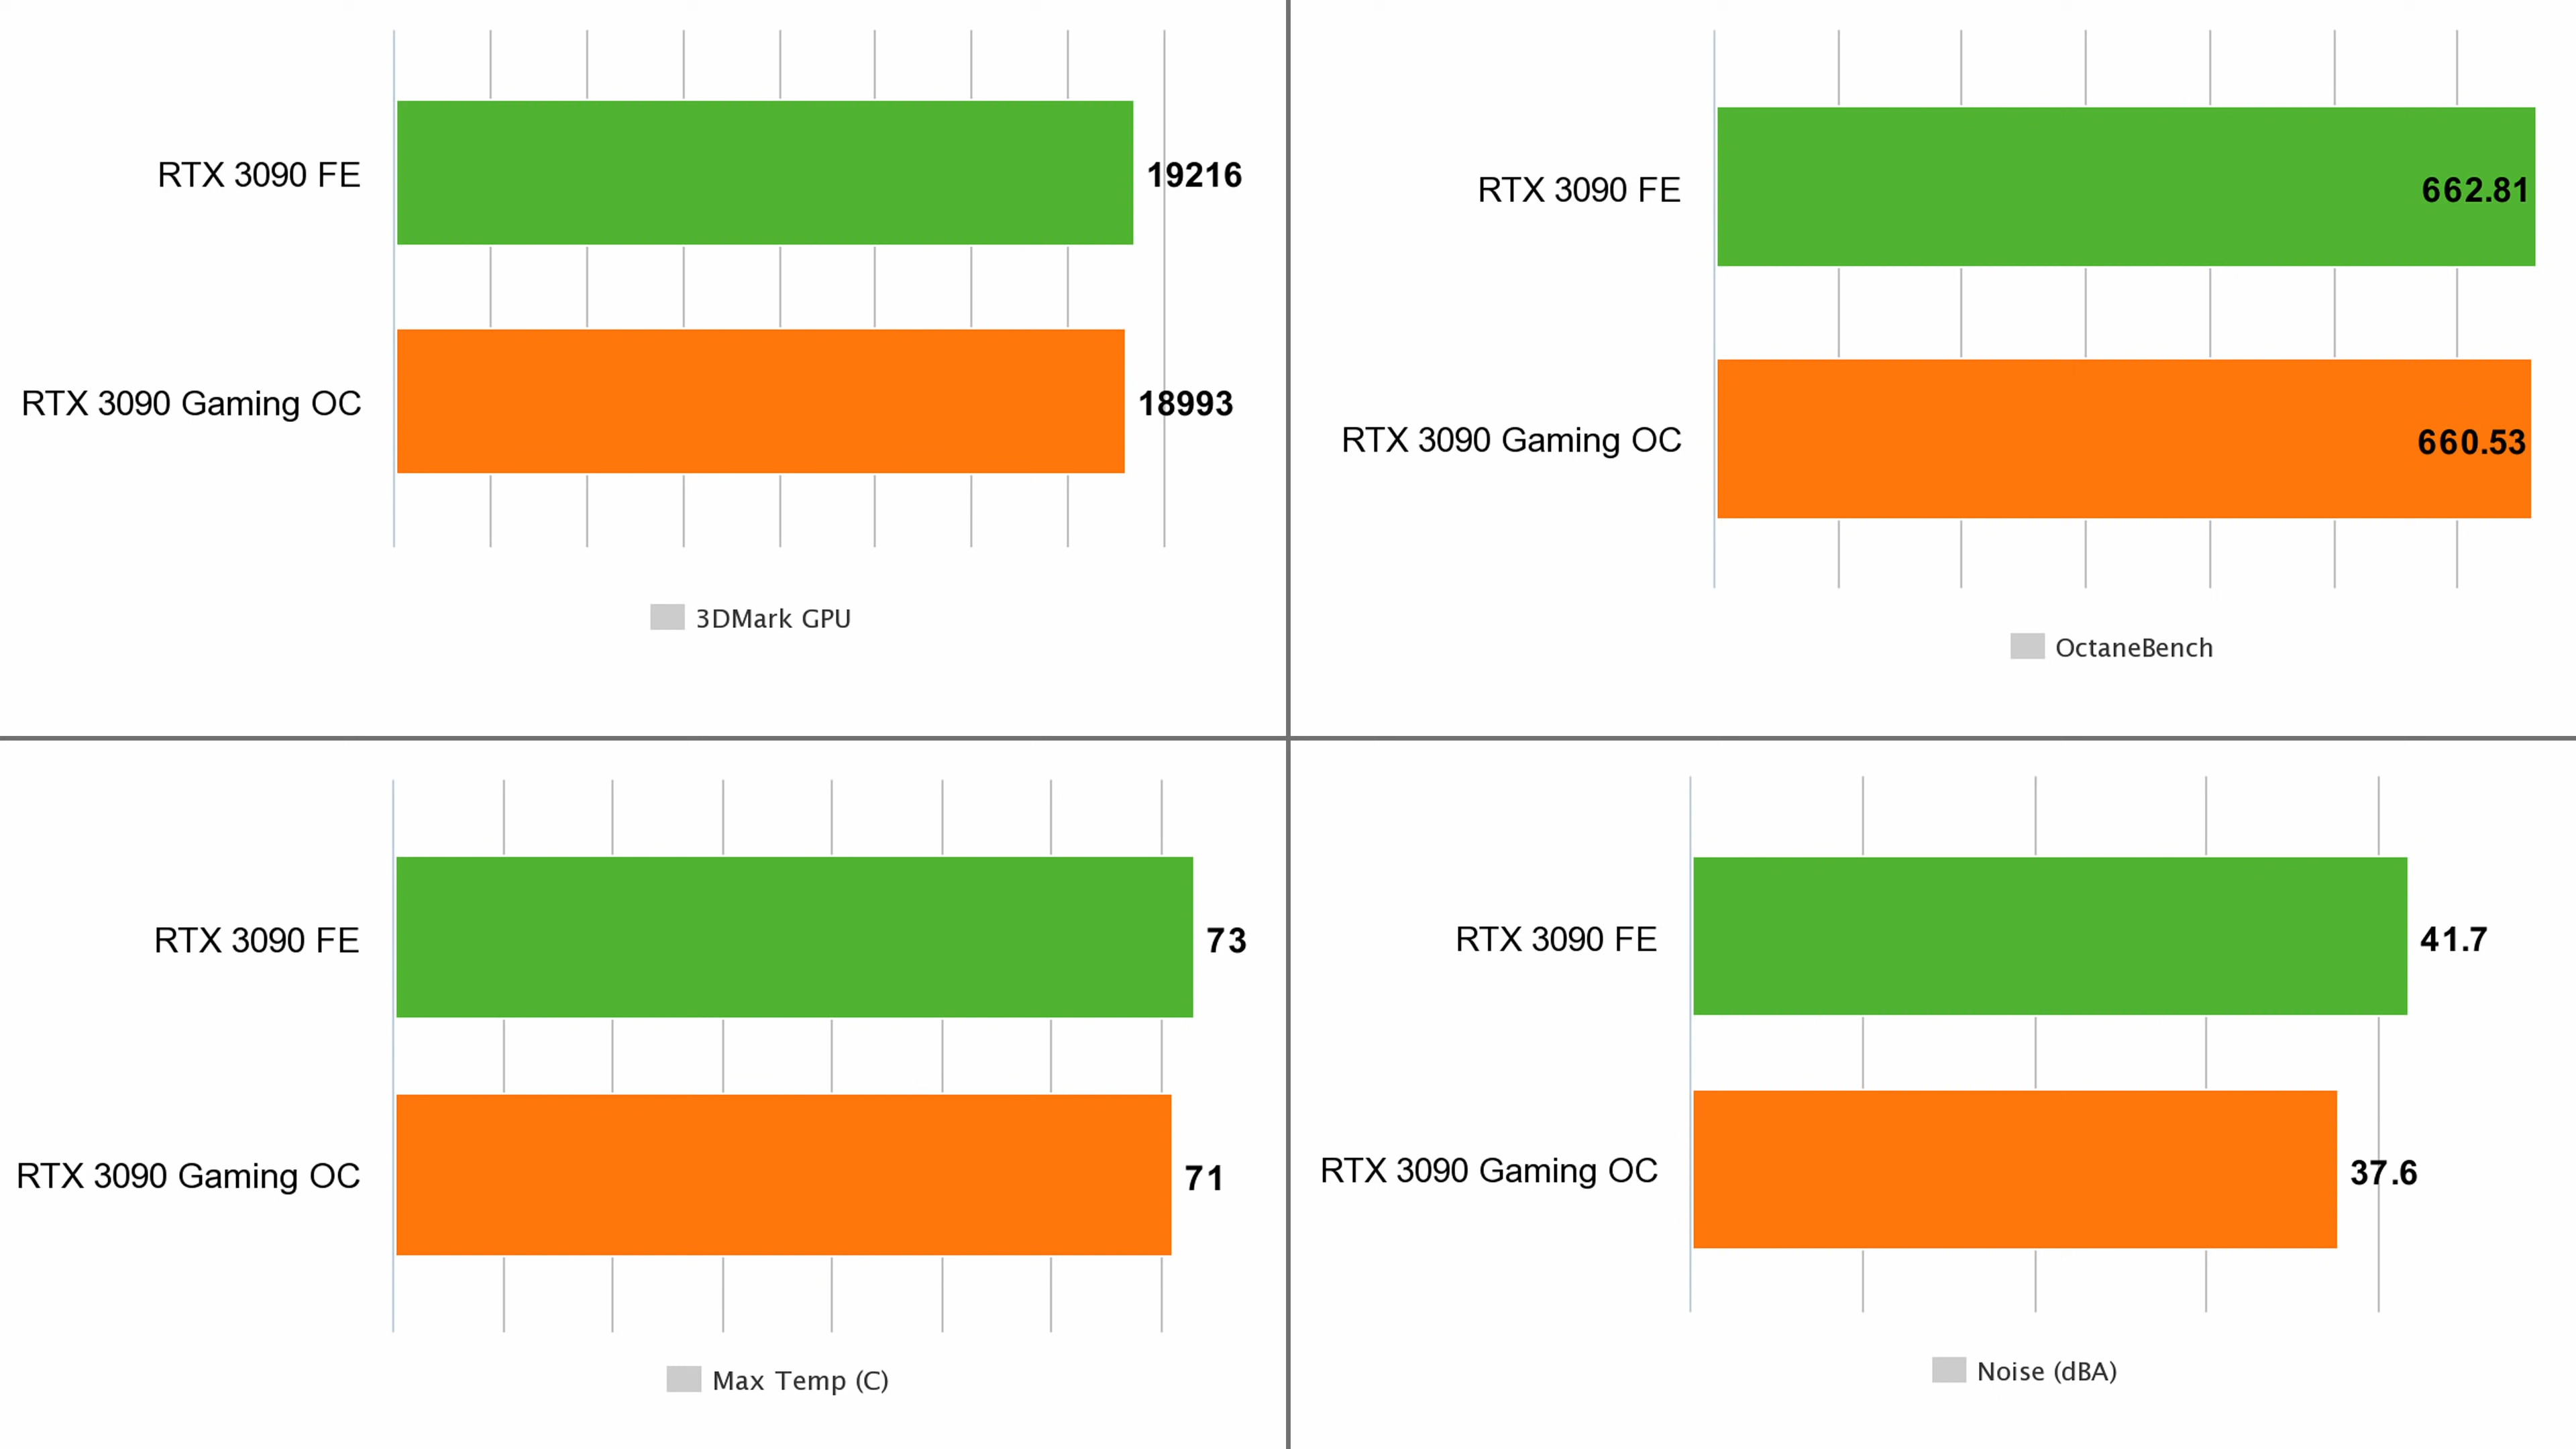 RTX 3090 FE
19216
RTX 3090 Gaming OC
18993
3DMark GPU
RTX 3090 FE
662.81
RTX 3090 Gaming OC
660.53
OctaneBench
RTX 3090 FE
73
RTX 3090 Gaming OC
71
Max Temp (C)
RTX 3090 FE
41.7
RTX 3090 Gaming OC
37.6
Noise (dBA)